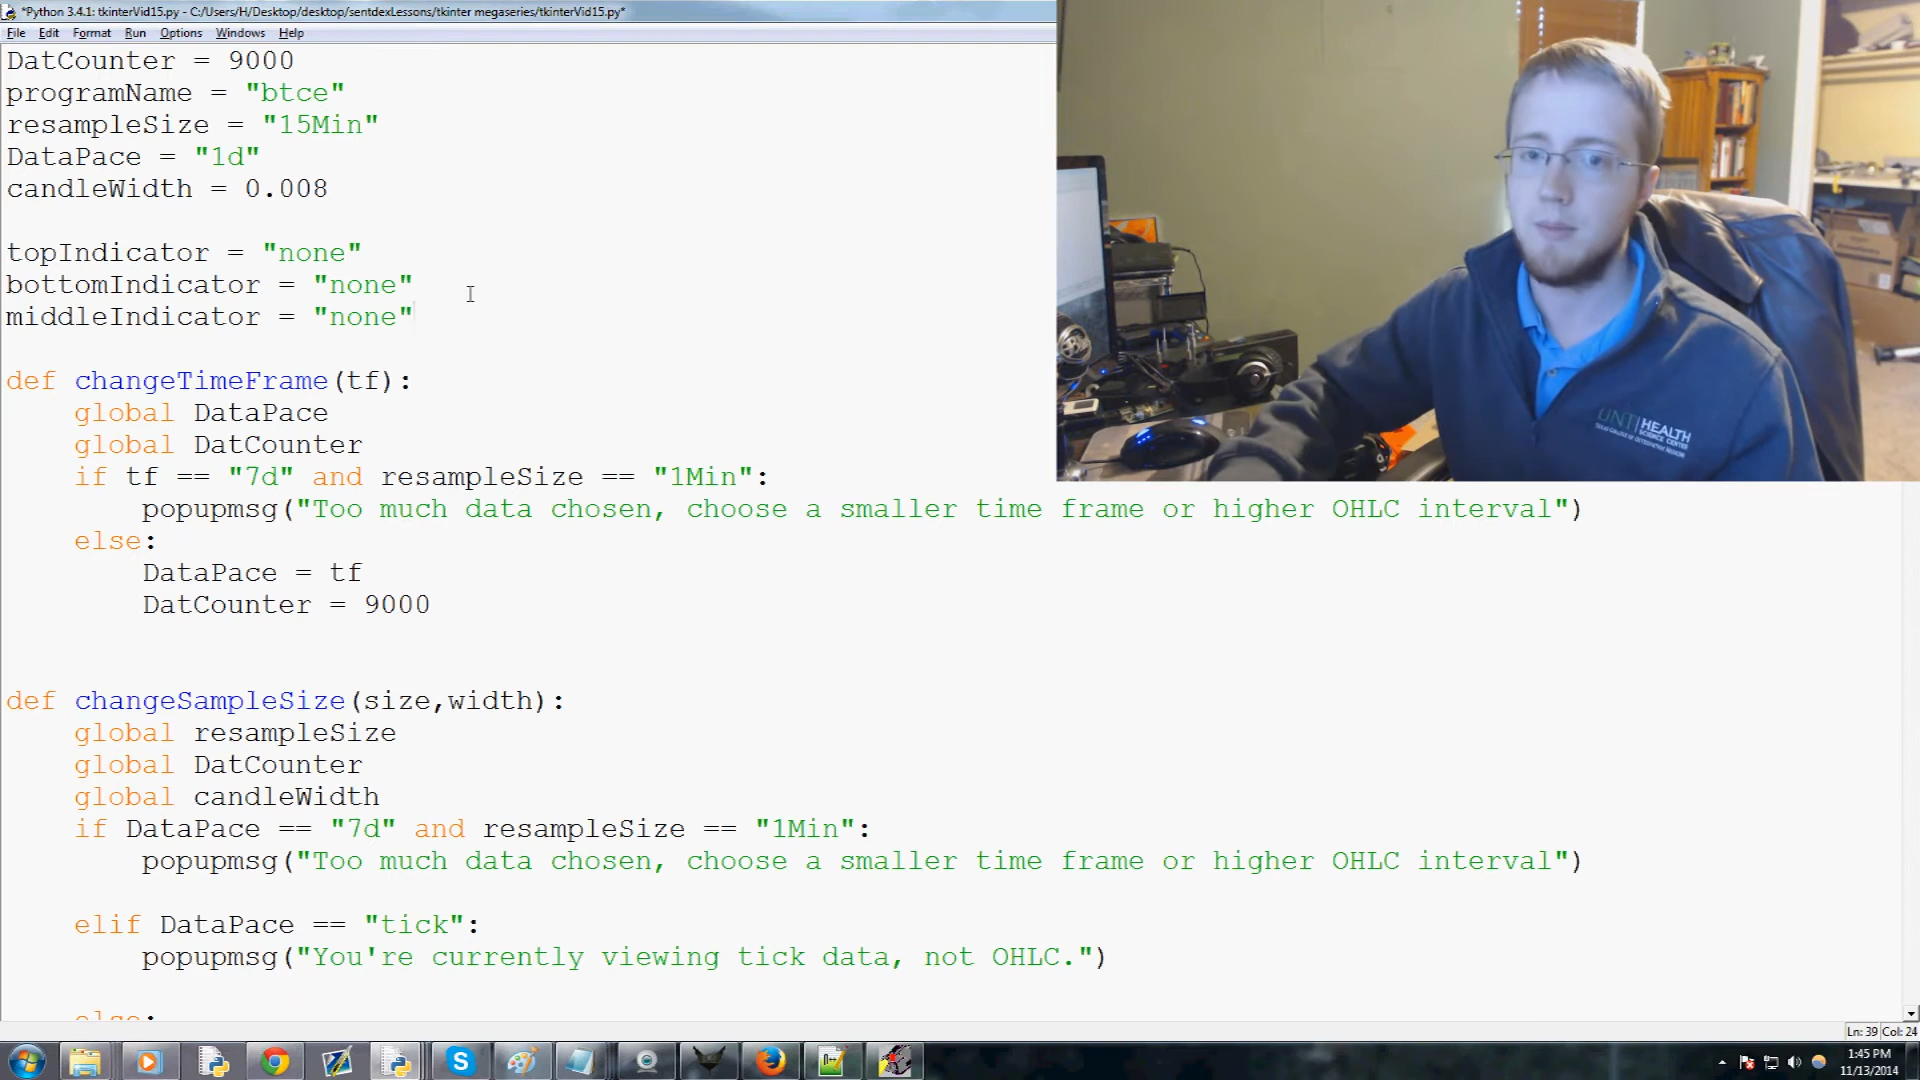 *Python 3.4.1: tkinterVid15.py - C:/Users/H/Desktop/desktop/sentdexLessons/tkinter megaseries/tkinterVid15.py*
File Edit Format Run Options Windows Help
DatCounter = 9000
programName = "btce"
resampleSize = "15Min"
DataPace = "1d"
candleWidth = 0.008
topIndicator = "none"
bottomIndicator = "none"
middleIndicator = "none"
def changeTimeFrame(tf):
    global DataPace
    global DatCounter
    if tf == "7d" and resampleSize == "1Min":
        popupmsg("Too much data chosen, choose a smaller time frame or higher OHLC interval")
    else:
        DataPace = tf
        DatCounter = 9000
def changeSampleSize(size,width):
    global resampleSize
    global DatCounter
    global candleWidth
    if DataPace == "7d" and resampleSize == "1Min":
        popupmsg("Too much data chosen, choose a smaller time frame or higher OHLC interval")
    elif DataPace == "tick":
        popupmsg("You're currently viewing tick data, not OHLC.")
    else:
UNT HEALTH
SCIENCE CENTER
Ln: 39 Col: 24
1:45 PM
11/13/2014